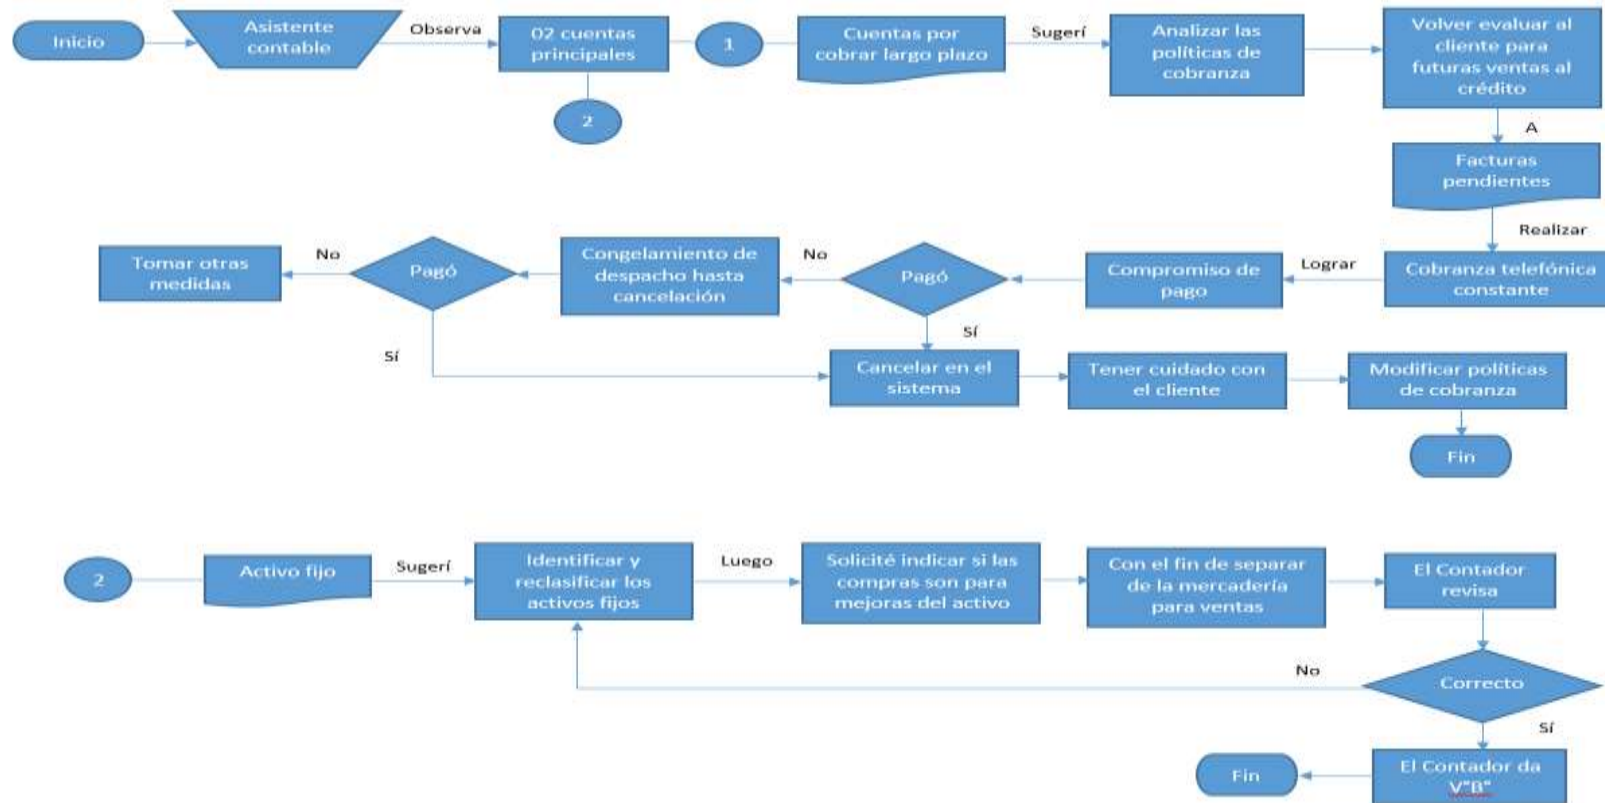 Inicio
Asistente
contable
Observa
02 cuentas
principales
1
2
Cuentas por
cobrar largo plazo
Sugerí
Analizar las
políticas de
cobranza
Volver evaluar al
cliente para
futuras ventas al
crédito
A
Facturas
pendientes
Realizar
Cobranza telefónica
constante
Lograr
Compromiso de
pago
Pagó
No
Congelamiento de
despacho hasta
cancelación
Pagó
No
Tomar otras
medidas
Sí
Sí
Cancelar en el
sistema
Tener cuidado con
el cliente
Modificar políticas
de cobranza
Fin
2
Activo fijo
Sugerí
Identificar y
reclasificar los
activos fijos
Luego
Solicité indicar si las
compras son para
mejoras del activo
Con el fin de separar
de la mercadería
para ventas
El Contador
revisa
Correcto
No
Sí
El Contador da
V"B"
Fin